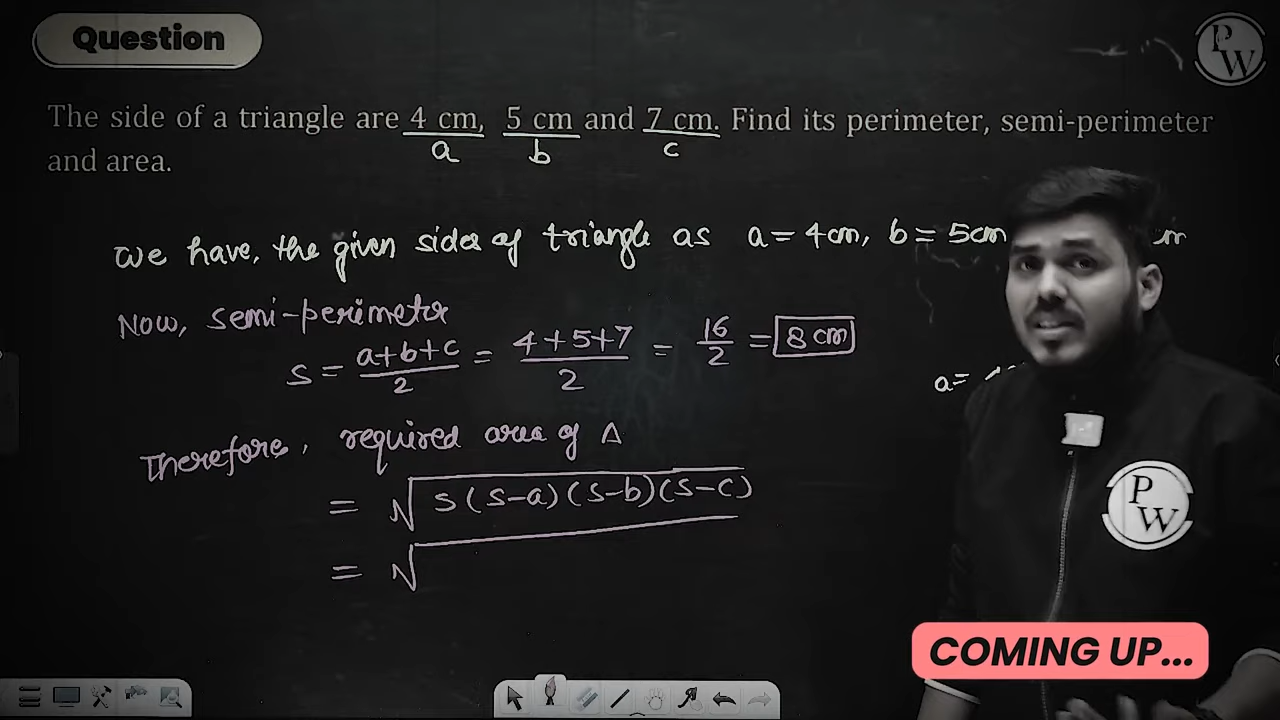 Question
PW
The side of a triangle are 4 cm, 5 cm and 7 cm. Find its perimeter, semi-perimeter
a b c
and area.
We have, the given sides of triangle as a = 4cm, b = 5cm
Now, semi-perimeter
s = a+b+c/2 = 4+5+7/2 = 16/2 = 8 cm
a=
Therefore, required area of Δ
= √s(s-a)(s-b)(s-c)
= √
PW
COMING UP...